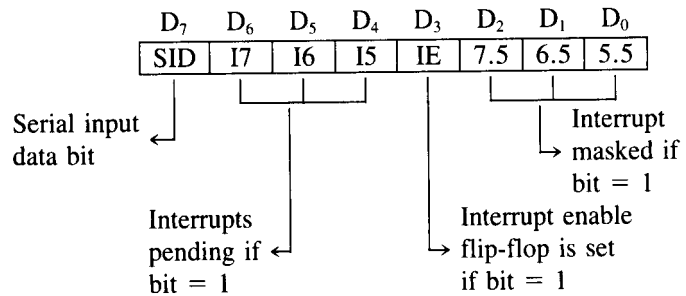 D₇ D₆ D₅ D₄ D₃ D₂ D₁ D₀
SID I7 I6 I5 IE 7.5 6.5 5.5
Serial input
data bit
Interrupt
masked if
bit = 1
Interrupts
pending if
bit = 1
Interrupt enable
flip-flop is set
if bit = 1